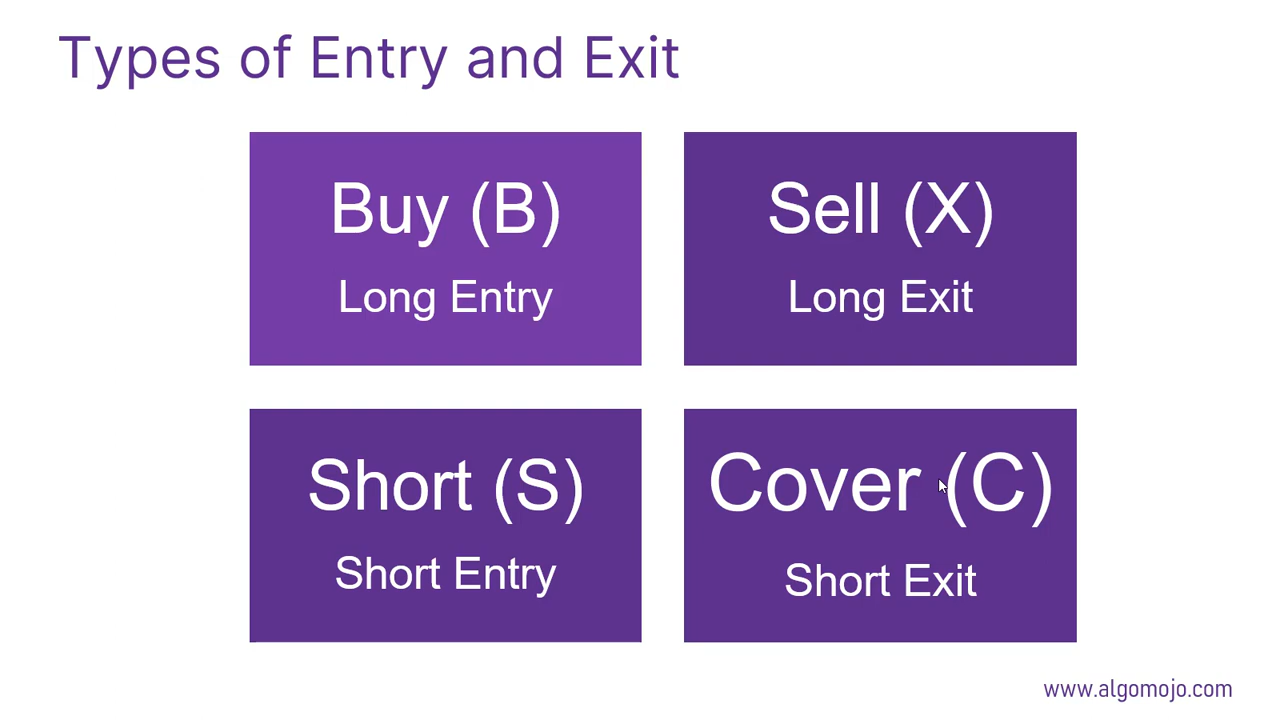 Types of Entry and Exit
Buy (B)
Long Entry
Sell (X)
Long Exit
Short (S)
Short Entry
Cover (C)
Short Exit
www.algomojo.com